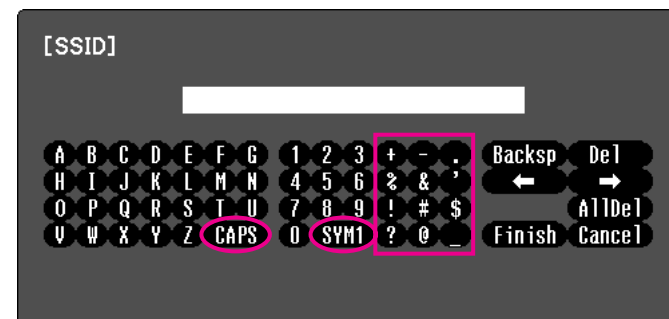 [SSID]
A B C D E F G 1 2 3 + - . Backsp Del
H I J K L M N 4 5 6 % & ' ← →
O P Q R S T U 7 8 9 ! # $ AllDel
V W X Y Z CAPS 0 SYM1 ? @ _ Finish Cancel